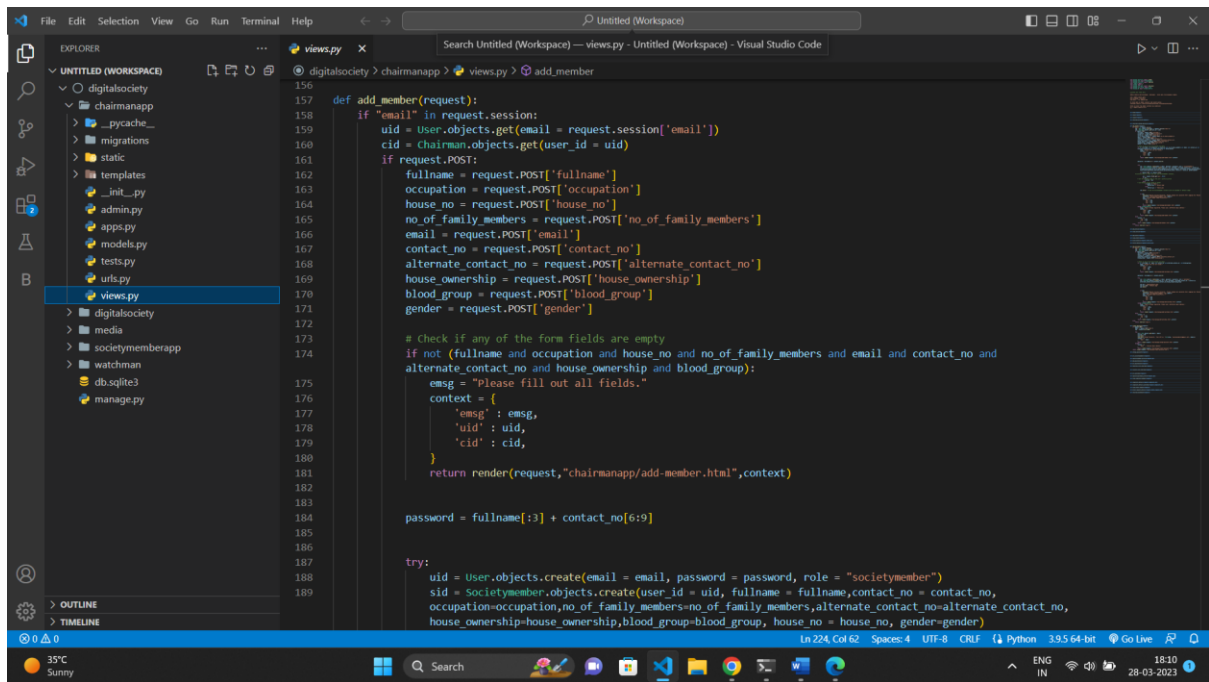 File Edit Selection View Go Run Terminal Help
Untitled (Workspace)
EXPLORER
views.py
Search Untitled (Workspace) — views.py - Untitled (Workspace) - Visual Studio Code
UNTITLED (WORKSPACE)
digitalsociety > chairmanapp > views.py > add_member
digitalsociety
chairmanapp
__pycache__
migrations
static
templates
__init__.py
admin.py
apps.py
models.py
tests.py
urls.py
views.py
digitalsociety
media
societymemberapp
watchman
db.sqlite3
manage.py
OUTLINE
TIMELINE
2
B
156
157 def add_member(request):
158 if "email" in request.session:
159 uid = User.objects.get(email = request.session['email'])
160 cid = Chairman.objects.get(user_id = uid)
161 if request.POST:
162 fullname = request.POST['fullname']
163 occupation = request.POST['occupation']
164 house_no = request.POST['house_no']
165 no_of_family_members = request.POST['no_of_family_members']
166 email = request.POST['email']
167 contact_no = request.POST['contact_no']
168 alternate_contact_no = request.POST['alternate_contact_no']
169 house_ownership = request.POST['house_ownership']
170 blood_group = request.POST['blood_group']
171 gender = request.POST['gender']
172
173 # Check if any of the form fields are empty
174 if not (fullname and occupation and house_no and no_of_family_members and email and contact_no and
alternate_contact_no and house_ownership and blood_group):
175 emsg = "Please fill out all fields."
176 context = {
177 'emsg' : emsg,
178 'uid' : uid,
179 'cid' : cid,
180 }
181 return render(request,"chairmanapp/add-member.html",context)
182
183
184 password = fullname[:3] + contact_no[6:9]
185
186
187 try:
188 uid = User.objects.create(email = email, password = password, role = "societymember")
189 sid = Societymember.objects.create(user_id = uid, fullname = fullname,contact_no = contact_no,
occupation=occupation,no_of_family_members=no_of_family_members,alternate_contact_no=alternate_contact_no,
house_ownership=house_ownership,blood_group=blood_group, house_no = house_no, gender=gender)
0 0 Ln 224, Col 62 Spaces: 4 UTF-8 CRLF Python 3.9.5 64-bit Go Live
35°C
Sunny
Search
ENG
IN
18:10
28-03-2023
1